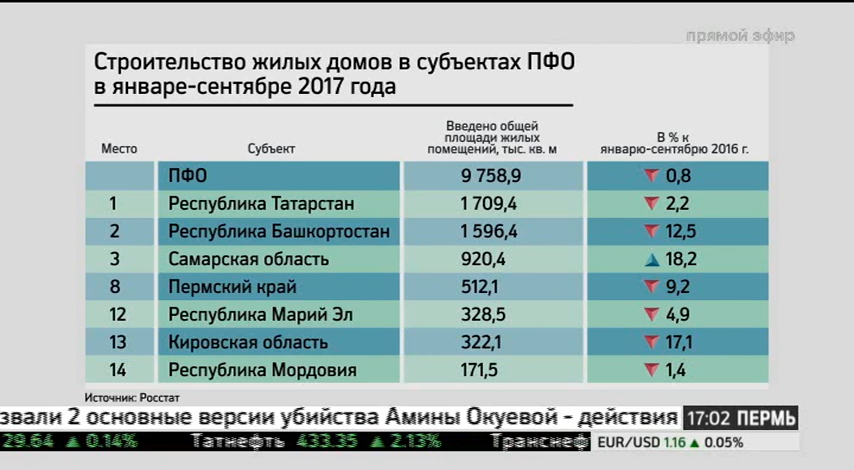 прямой эфир
Строительство жилых домов в субъектах ПФО
в январе-сентябре 2017 года
Место
Субъект
Введено общей
площади жилых
помещений, тыс. кв. м
В % к
январю-сентябрю 2016 г.
ПФО 9 758,9 ▼ 0,8
1 Республика Татарстан 1 709,4 ▼ 2,2
2 Республика Башкортостан 1 596,4 ▼ 12,5
3 Самарская область 920,4 ▲ 18,2
8 Пермский край 512,1 ▼ 9,2
12 Республика Марий Эл 328,5 ▼ 4,9
13 Кировская область 322,1 ▼ 17,1
14 Республика Мордовия 171,5 ▼ 1,4
Источник: Росстат
звали 2 основные версии убийства Амины Окуевой - действия 17:02 ПЕРМЬ
29.64 ▲ 0.14% Татнефть 433.35 ▲ 2.13% Транснеф EUR/USD 1.16 ▲ 0.05%